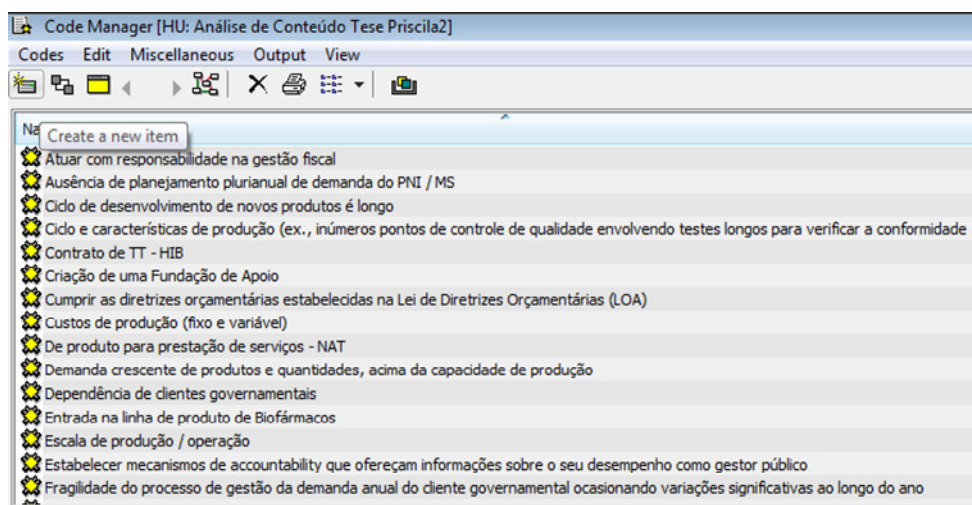 Code Manager [HU: Análise de Conteúdo Tese Priscila2]
Codes Edit Miscellaneous Output View
Na
Create a new item
Atuar com responsabilidade na gestão fiscal
Ausência de planejamento plurianual de demanda do PNI / MS
Ciclo de desenvolvimento de novos produtos é longo
Ciclo e características de produção (ex., inúmeros pontos de controle de qualidade envolvendo testes longos para verificar a conformidade
Contrato de TT - HIB
Criação de uma Fundação de Apoio
Cumprir as diretrizes orçamentárias estabelecidas na Lei de Diretrizes Orçamentárias (LOA)
Custos de produção (fixo e variável)
De produto para prestação de serviços - NAT
Demanda crescente de produtos e quantidades, acima da capacidade de produção
Dependência de clientes governamentais
Entrada na linha de produto de Biofármacos
Escala de produção / operação
Estabelecer mecanismos de accountability que ofereçam informações sobre o seu desempenho como gestor público
Fragilidade do processo de gestão da demanda anual do cliente governamental ocasionando variações significativas ao longo do ano